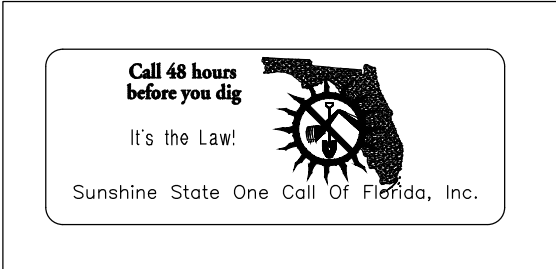 Call 48 hours
before you dig
It's the Law!
Sunshine State One Call Of Florida, Inc.